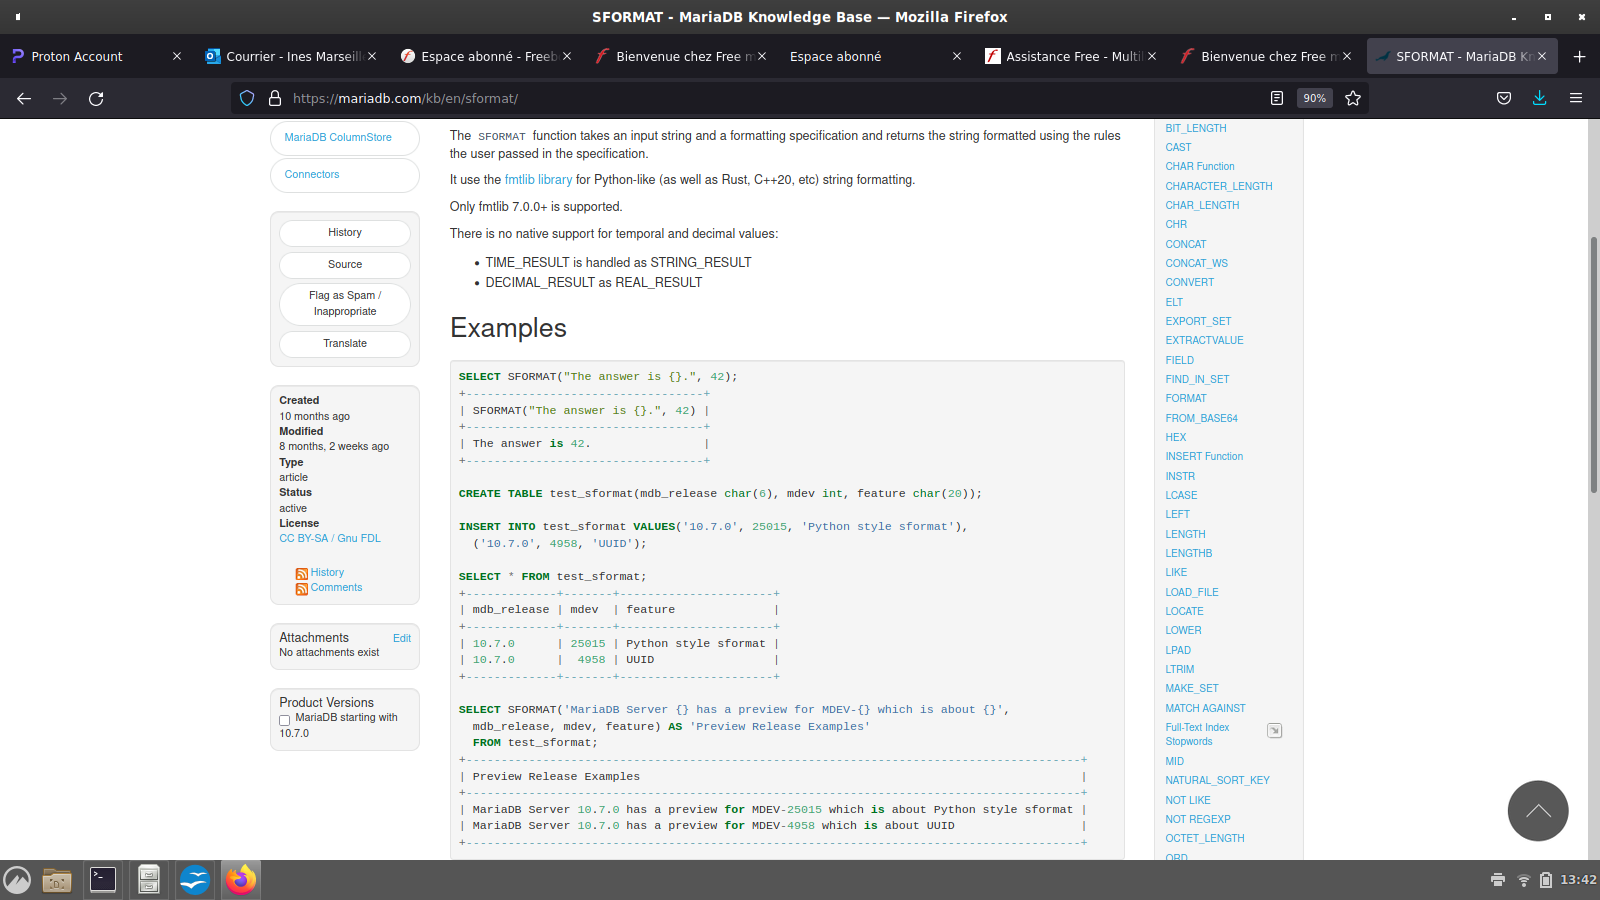 SFORMAT - MariaDB Knowledge Base — Mozilla Firefox
Proton Account
Courrier - Ines Marseill
Espace abonné - Freeb
Bienvenue chez Free m
Espace abonné
Assistance Free - Multi
Bienvenue chez Free m
SFORMAT - MariaDB Kn
https://mariadb.com/kb/en/sformat/
90%
MariaDB ColumnStore
Connectors
History
Source
Flag as Spam /
Inappropriate
Translate
Created
10 months ago
Modified
8 months, 2 weeks ago
Type
article
Status
active
License
CC BY-SA / Gnu FDL
History
Comments
Attachments
Edit
No attachments exist
Product Versions
MariaDB starting with
10.7.0
The SFORMAT function takes an input string and a formatting specification and returns the string formatted using the rules
the user passed in the specification.
It use the fmtlib library for Python-like (as well as Rust, C++20, etc) string formatting.
Only fmtlib 7.0.0+ is supported.
There is no native support for temporal and decimal values:
• TIME_RESULT is handled as STRING_RESULT
• DECIMAL_RESULT as REAL_RESULT
Examples
SELECT SFORMAT("The answer is {}.", 42);
+----------------------------------+
| SFORMAT("The answer is {}.", 42) |
+----------------------------------+
| The answer is 42.                |
+----------------------------------+
CREATE TABLE test_sformat(mdb_release char(6), mdev int, feature char(20));
INSERT INTO test_sformat VALUES('10.7.0', 25015, 'Python style sformat'),
  ('10.7.0', 4958, 'UUID');
SELECT * FROM test_sformat;
+-------------+-------+----------------------+
| mdb_release | mdev  | feature              |
+-------------+-------+----------------------+
| 10.7.0      | 25015 | Python style sformat |
| 10.7.0      |  4958 | UUID                 |
+-------------+-------+----------------------+
SELECT SFORMAT('MariaDB Server {} has a preview for MDEV-{} which is about {}',
  mdb_release, mdev, feature) AS 'Preview Release Examples'
  FROM test_sformat;
+----------------------------------------------------------------------------------------+
| Preview Release Examples                                                               |
+----------------------------------------------------------------------------------------+
| MariaDB Server 10.7.0 has a preview for MDEV-25015 which is about Python style sformat |
| MariaDB Server 10.7.0 has a preview for MDEV-4958 which is about UUID                  |
+----------------------------------------------------------------------------------------+
BIT_LENGTH
CAST
CHAR Function
CHARACTER_LENGTH
CHAR_LENGTH
CHR
CONCAT
CONCAT_WS
CONVERT
ELT
EXPORT_SET
EXTRACTVALUE
FIELD
FIND_IN_SET
FORMAT
FROM_BASE64
HEX
INSERT Function
INSTR
LCASE
LEFT
LENGTH
LENGTHB
LIKE
LOAD_FILE
LOCATE
LOWER
LPAD
LTRIM
MAKE_SET
MATCH AGAINST
Full-Text Index
Stopwords
MID
NATURAL_SORT_KEY
NOT LIKE
NOT REGEXP
OCTET_LENGTH
ORD
13:42